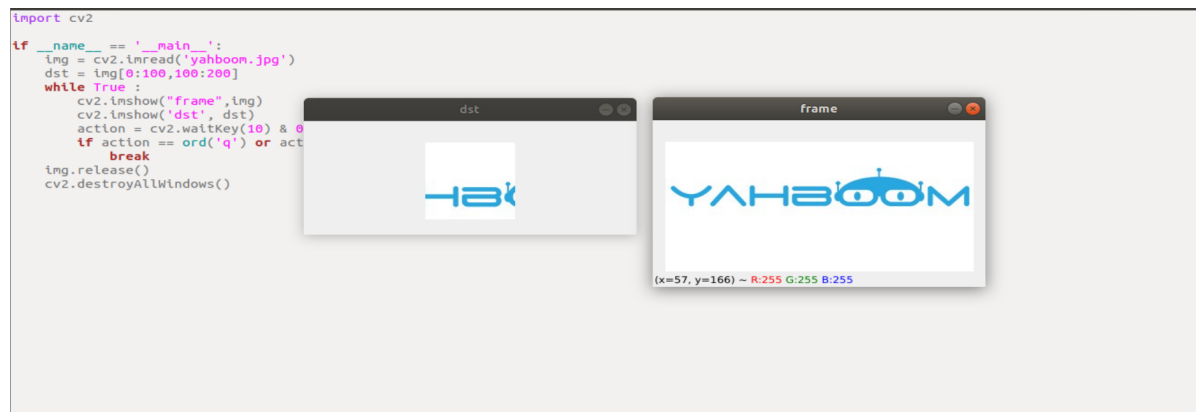 import cv2
if __name__ == '__main__':
    img = cv2.imread('yahboom.jpg')
    dst = img[0:100,100:200]
    while True :
        cv2.imshow("frame",img)
        cv2.imshow('dst', dst)
        action = cv2.waitKey(10) & 0
        if action == ord('q') or act
            break
    img.release()
    cv2.destroyAllWindows()
dst
HBO
frame
YAHBOOM
(x=57, y=166) ~ R:255 G:255 B:255